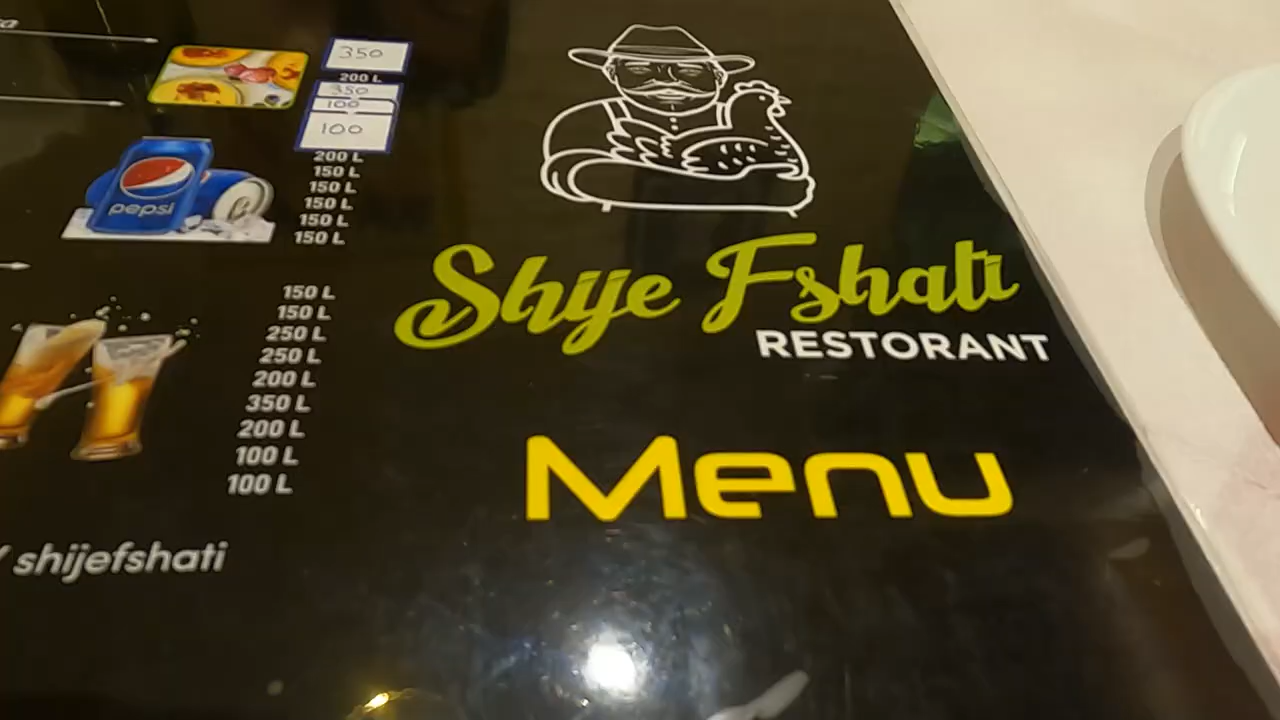 350
200 L
350
100
100
200 L
150 L
150 L
150 L
150 L
150 L
pepsi
150 L
150 L
250 L
250 L
200 L
350 L
200 L
100 L
100 L
/ shijefshati
Shije Fshati
RESTORANT
Menu